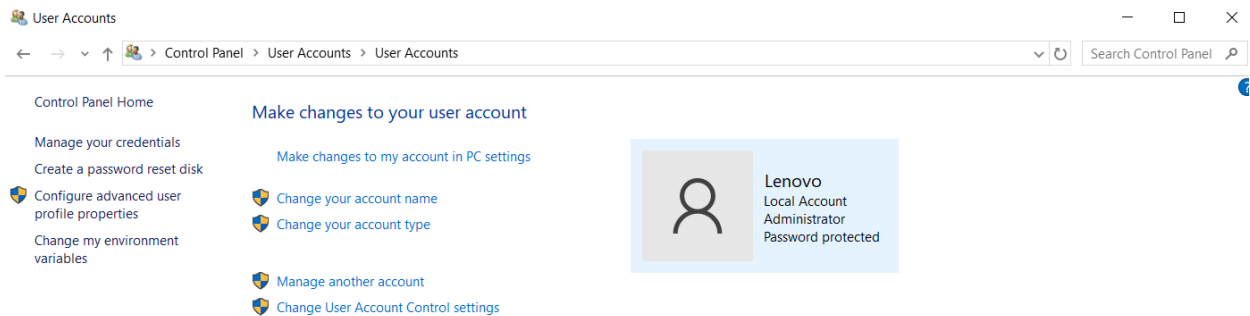 User Accounts
Control Panel > User Accounts > User Accounts
Search Control Panel
?
Control Panel Home
Manage your credentials
Create a password reset disk
Configure advanced user
profile properties
Change my environment
variables
Make changes to your user account
Make changes to my account in PC settings
Change your account name
Change your account type
Manage another account
Change User Account Control settings
Lenovo
Local Account
Administrator
Password protected